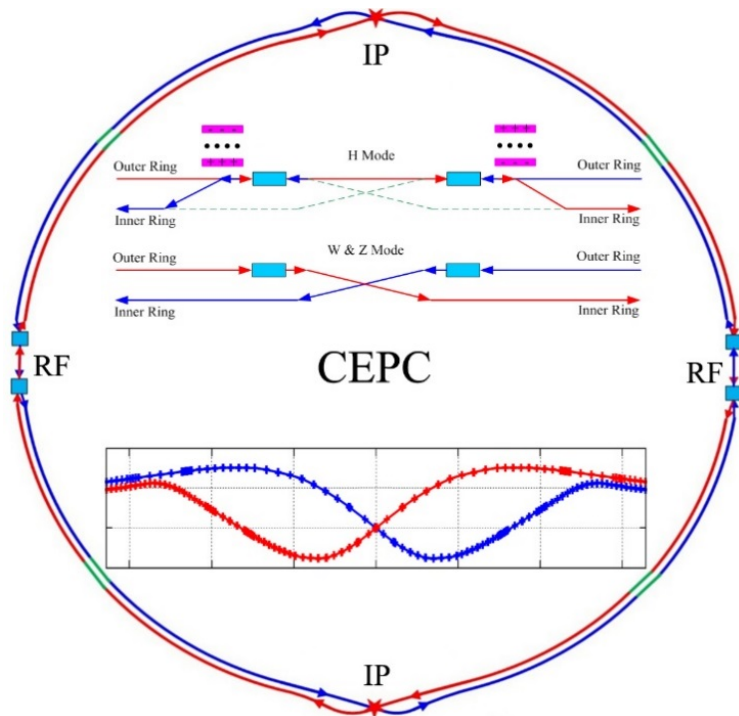 IP
H Mode
Outer Ring
Outer Ring
Inner Ring
Inner Ring
W & Z Mode
Outer Ring
Outer Ring
Inner Ring
Inner Ring
RF
CEPC
RF
IP